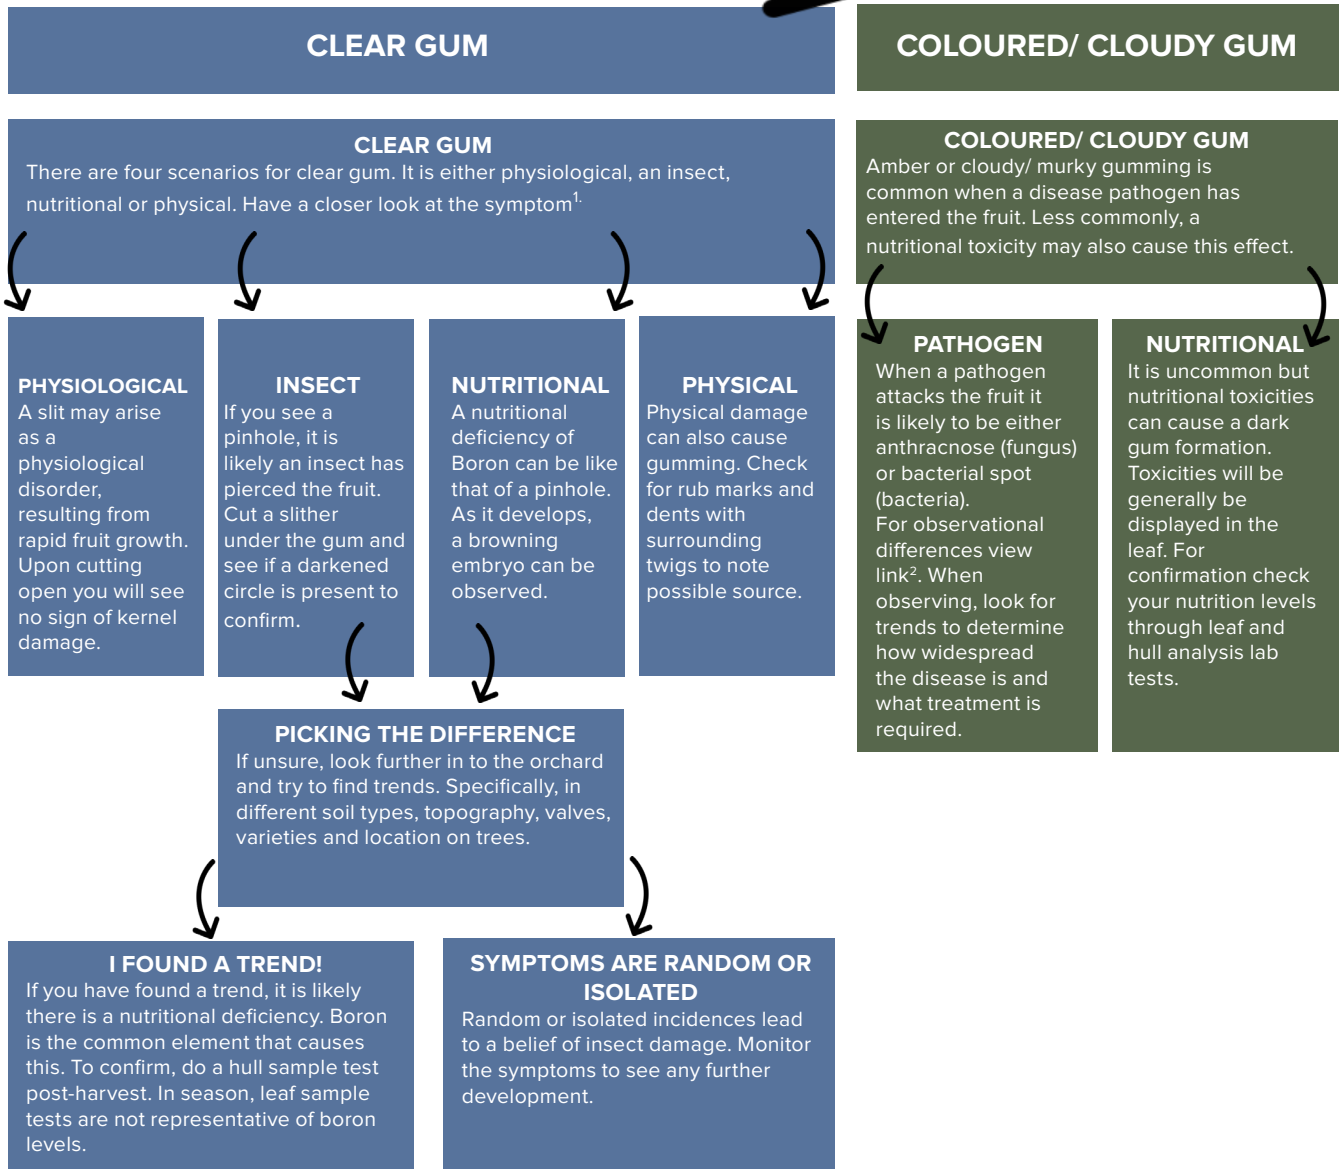 CLEAR GUM
CLEAR GUM
There are four scenarios for clear gum. It is either physiological, an insect,
nutritional or physical. Have a closer look at the symptom1.
PHYSIOLOGICAL
A slit may arise
as a
physiological
disorder,
resulting from
rapid fruit growth.
Upon cutting
open you will see
no sign of kernel
damage.
INSECT
If you see a
pinhole, it is
likely an insect has
pierced the fruit.
Cut a slither
under the gum and
see if a darkened
circle is present to
confirm.
NUTRITIONAL
A nutritional
deficiency of
Boron can be like
that of a pinhole.
As it develops,
a browning
embryo can be
observed.
PHYSICAL
Physical damage
can also cause
gumming. Check
for rub marks and
dents with
surrounding
twigs to note
possible source.
PICKING THE DIFFERENCE
If unsure, look further in to the orchard
and try to find trends. Specifically, in
different soil types, topography, valves,
varieties and location on trees.
I FOUND A TREND!
If you have found a trend, it is likely
there is a nutritional deficiency. Boron
is the common element that causes
this. To confirm, do a hull sample test
post-harvest. In season, leaf sample
tests are not representative of boron
levels.
SYMPTOMS ARE RANDOM OR
ISOLATED
Random or isolated incidences lead
to a belief of insect damage. Monitor
the symptoms to see any further
development.
COLOURED/ CLOUDY GUM
COLOURED/ CLOUDY GUM
Amber or cloudy/ murky gumming is
common when a disease pathogen has
entered the fruit. Less commonly, a
nutritional toxicity may also cause this effect.
PATHOGEN
When a pathogen
attacks the fruit it
is likely to be either
anthracnose (fungus)
or bacterial spot
(bacteria).
For observational
differences view
link2. When
observing, look for
trends to determine
how widespread
the disease is and
what treatment is
required.
NUTRITIONAL
It is uncommon but
nutritional toxicities
can cause a dark
gum formation.
Toxicities will be
generally be
displayed in the
leaf. For
confirmation check
your nutrition levels
through leaf and
hull analysis lab
tests.